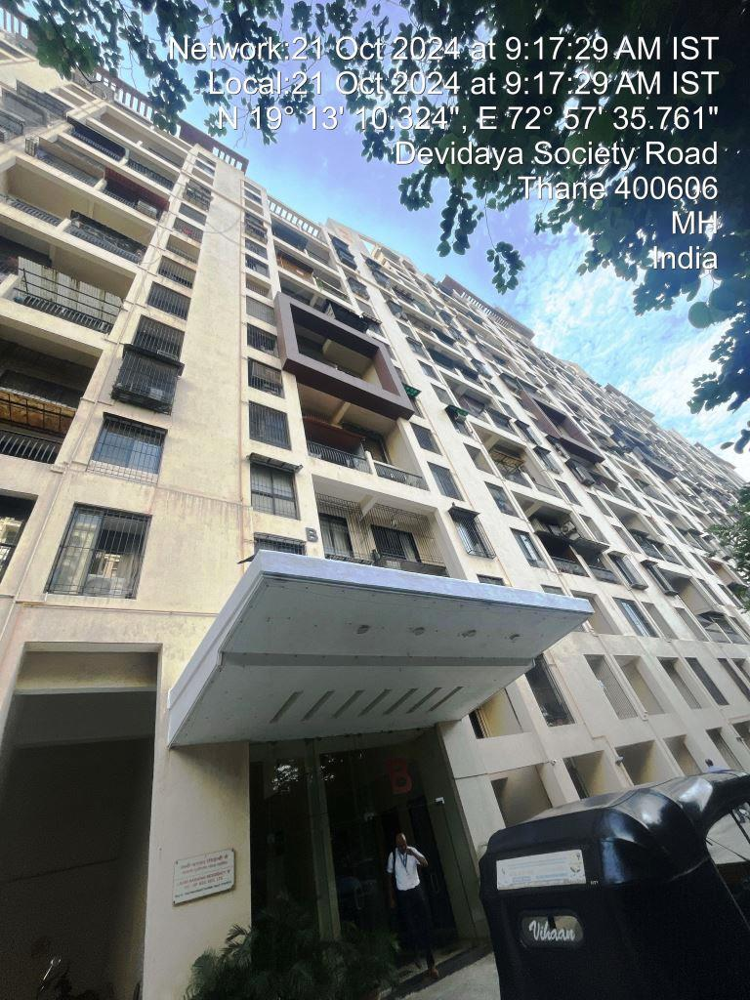 Network:21 Oct 2024 at 9:17:29 AM IST
Local:21 Oct 2024 at 9:17:29 AM IST
N 19° 13' 10.324", E 72° 57' 35.761"
Devidaya Society Road
Thane 400606
MH
India
B
B
Vihaan